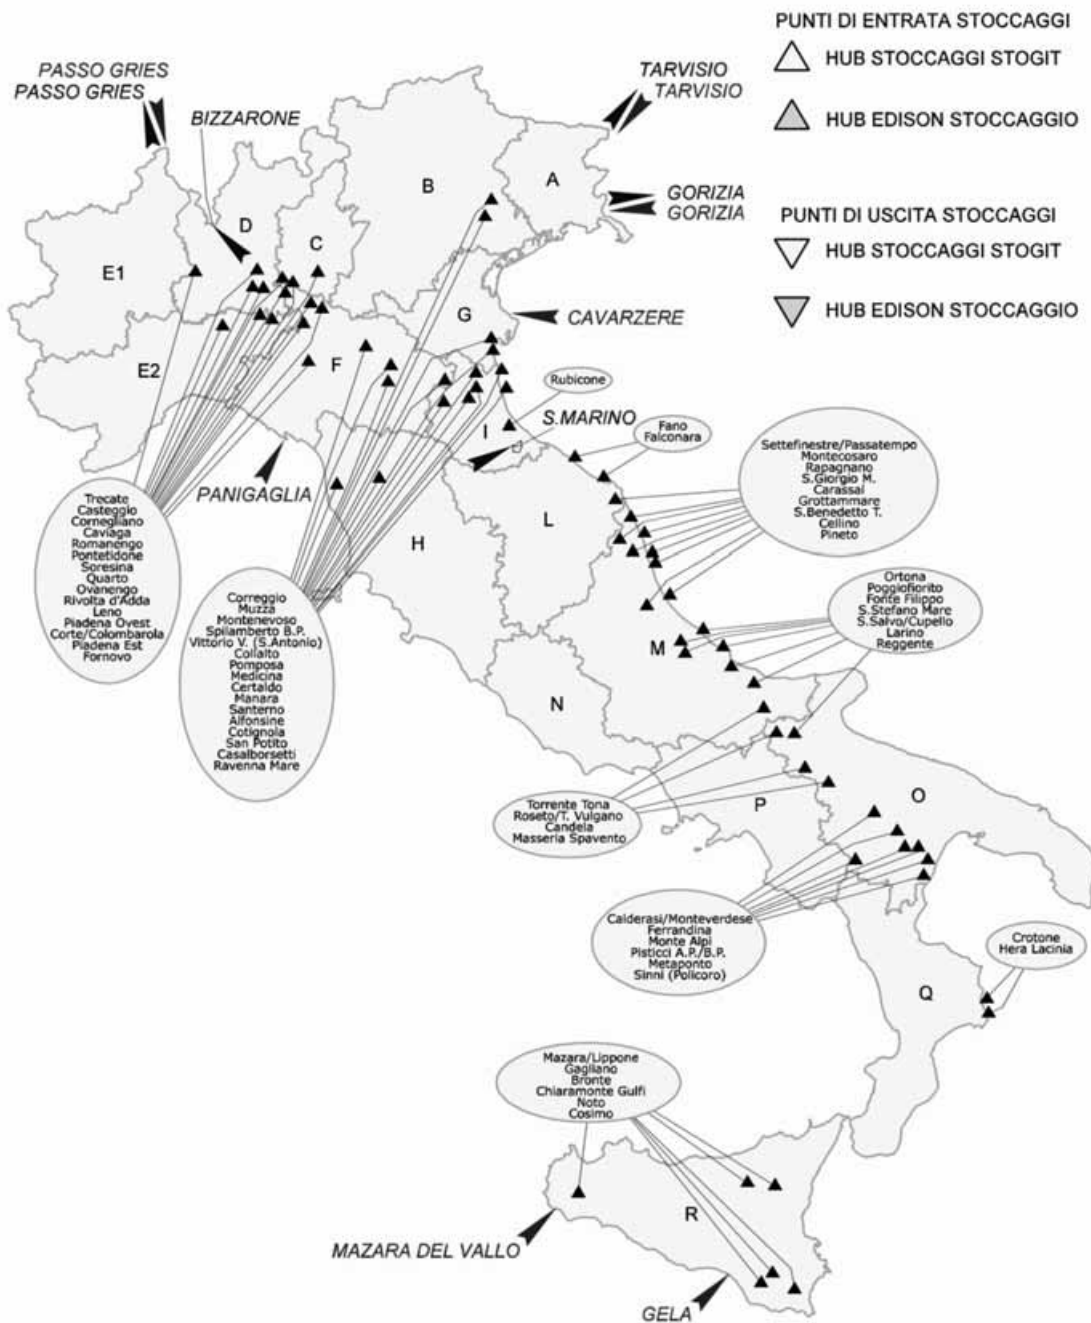 PUNTI DI ENTRATA STOCCAGGI
HUB STOCCAGGI STOGIT
HUB EDISON STOCCAGGIO
PUNTI DI USCITA STOCCAGGI
HUB STOCCAGGI STOGIT
HUB EDISON STOCCAGGIO
PASSO GRIES
PASSO GRIES
BIZZARONE
TARVISIO
TARVISIO
GORIZIA
GORIZIA
CAVARZERE
A
B
C
D
E1
E2
F
G
Rubicone
S.MARINO
I
Fano
Falconara
PANIGAGLIA
H
L
Settefinestre/Passatempo
Montecosaro
Rapagnano
S.Giorgio M.
Carassal
Grottammare
S.Benedetto T.
Cellino
Pineto
Trecate
Casteggio
Cornegliano
Caviaga
Romanengo
Pontetidone
Soresina
Quarto
Ovanengo
Rivolta d'Adda
Leno
Piadena Ovest
Corte/Colombarola
Piadena Est
Fornovo
Correggio
Muzza
Montenevoso
Spilamberto B.P.
Vittorio V. (S.Antonio)
Collalto
Pomposa
Medicina
Certaldo
Manara
Santerno
Alfonsine
Cotignola
San Potito
Casalborsetti
Ravenna Mare
Ortona
Poggiofiorito
Fonte Filippo
S.Stefano Mare
S.Salvo/Cupello
Larino
Reggente
M
N
Torrente Tona
Roseto/T. Vulgano
Candela
Masseria Spavento
P
O
Calderasi/Monteverdese
Ferrandina
Monte Alpi
Pisticci A.P./B.P.
Metaponto
Sinni (Policoro)
Crotone
Hera Lacinia
Q
Mazara/Lippone
Gagliano
Bronte
Chiaramonte Gulfi
Noto
Cosimo
R
MAZARA DEL VALLO
GELA